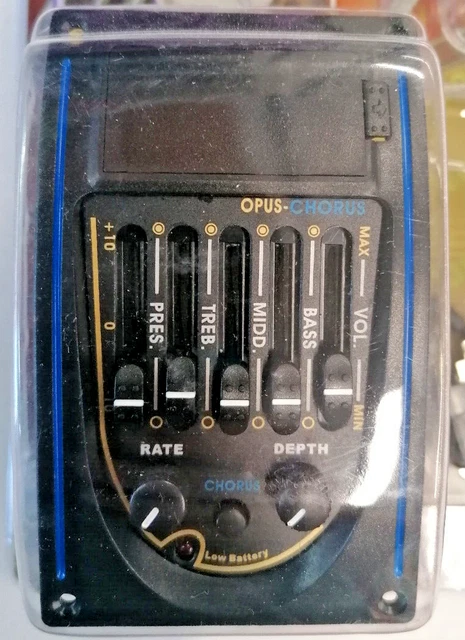 OPUS-CHORUS
+10
0
PRES.
TREB.
MIDD.
BASS
MAX
VOL.
MIN
RATE
DEPTH
CHORUS
Low Battery